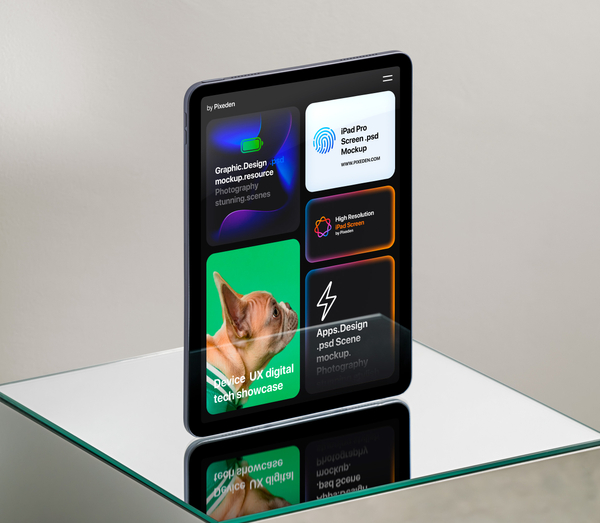 by Pixeden
Graphic.Design .psd
mockup.resource
Photography
stunning.scenes
iPad Pro
Screen .psd
Mockup
WWW.PIXEDEN.COM
High Resolution
iPad Screen
by Pixeden
Device UX digital
tech showcase
Apps.Design
.psd Scene
mockup.
Photography